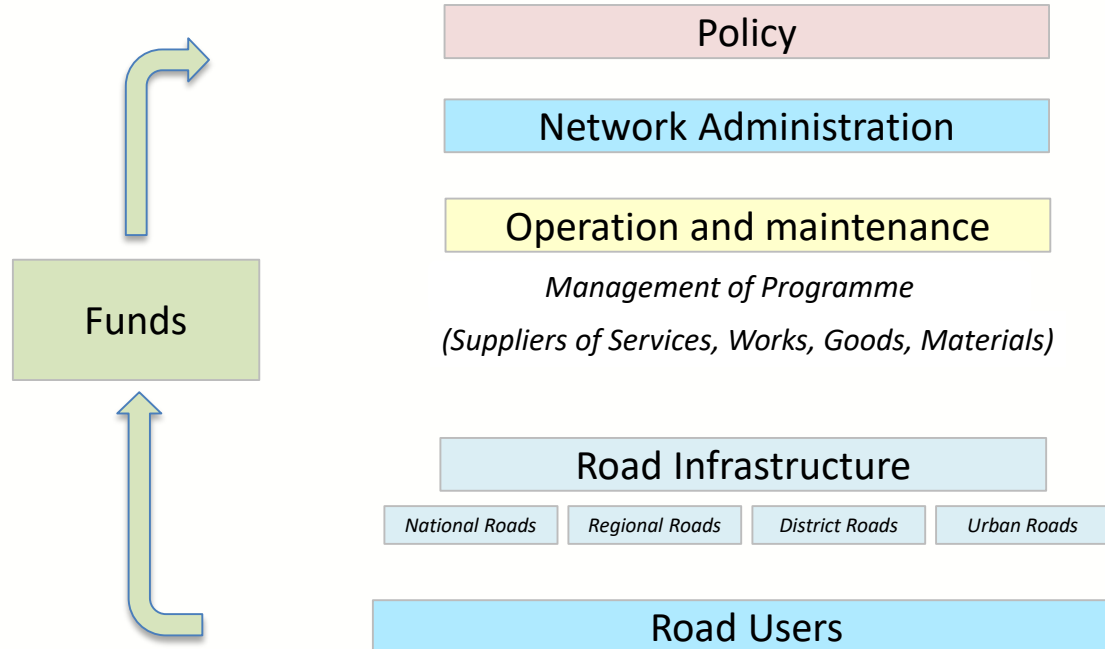 Policy
Network Administration
Operation and maintenance
Management of Programme
(Suppliers of Services, Works, Goods, Materials)
Funds
Road Infrastructure
National Roads
Regional Roads
District Roads
Urban Roads
Road Users